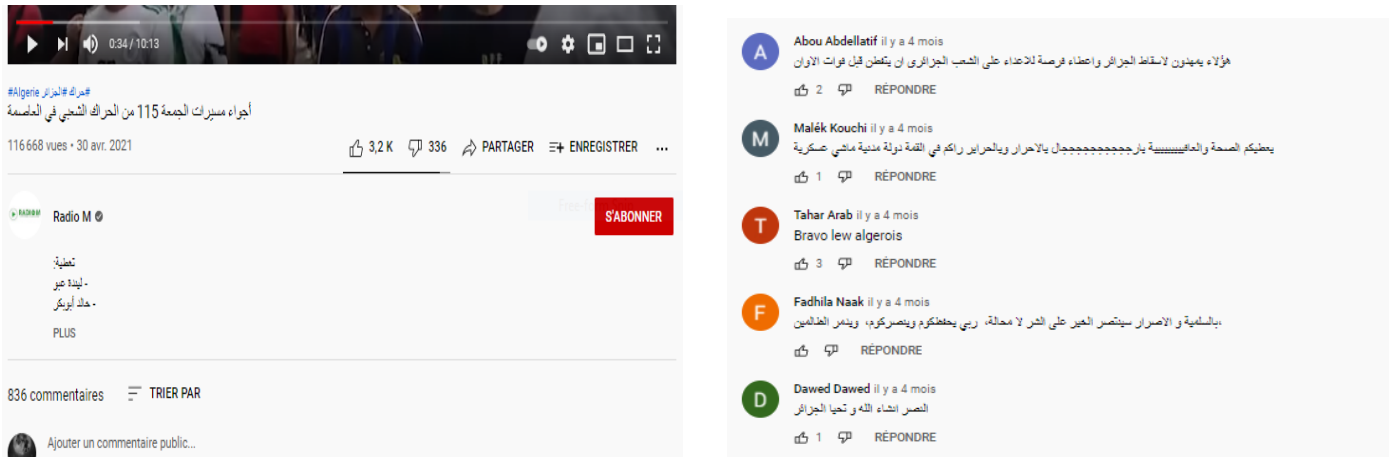 0:34 / 10:13
#حراك #الجزائر #Algerie
أجواء مسيرات الجمعة 115 من الحراك الشعبي في العاصمة
116 668 vues • 30 avr. 2021
3,2 K 336 PARTAGER ENREGISTRER ...
RADIO M
Radio M
S'ABONNER
تغطية:
- ليندة عبو
- خالد أبوبكر
PLUS
836 commentaires TRIER PAR
Ajouter un commentaire public...
A
Abou Abdellatif il y a 4 mois
هؤلاء يمهدون لاسقاط الجزائر واعطاء فرصة للاعداء على الشعب الجزائرى ان يتفطن قبل فوات الاوان
2 RÉPONDRE
M
Malék Kouchi il y a 4 mois
يعطيكم الصحة والعافييييييية يارجججججججججال يالاحرار ويالحراير راكم في القمة دولة مدنية ماشي عسكرية
1 RÉPONDRE
T
Tahar Arab il y a 4 mois
Bravo lew algerois
3 RÉPONDRE
F
Fadhila Naak il y a 4 mois
بالسلمية و الاصرار سينتصر الخير على الشر لا محالة، ربي يحفظكوم وينصركوم، ويدمر الظالمين،
RÉPONDRE
D
Dawed Dawed il y a 4 mois
النصر انشاء الله و تحيا الجزائر
1 RÉPONDRE